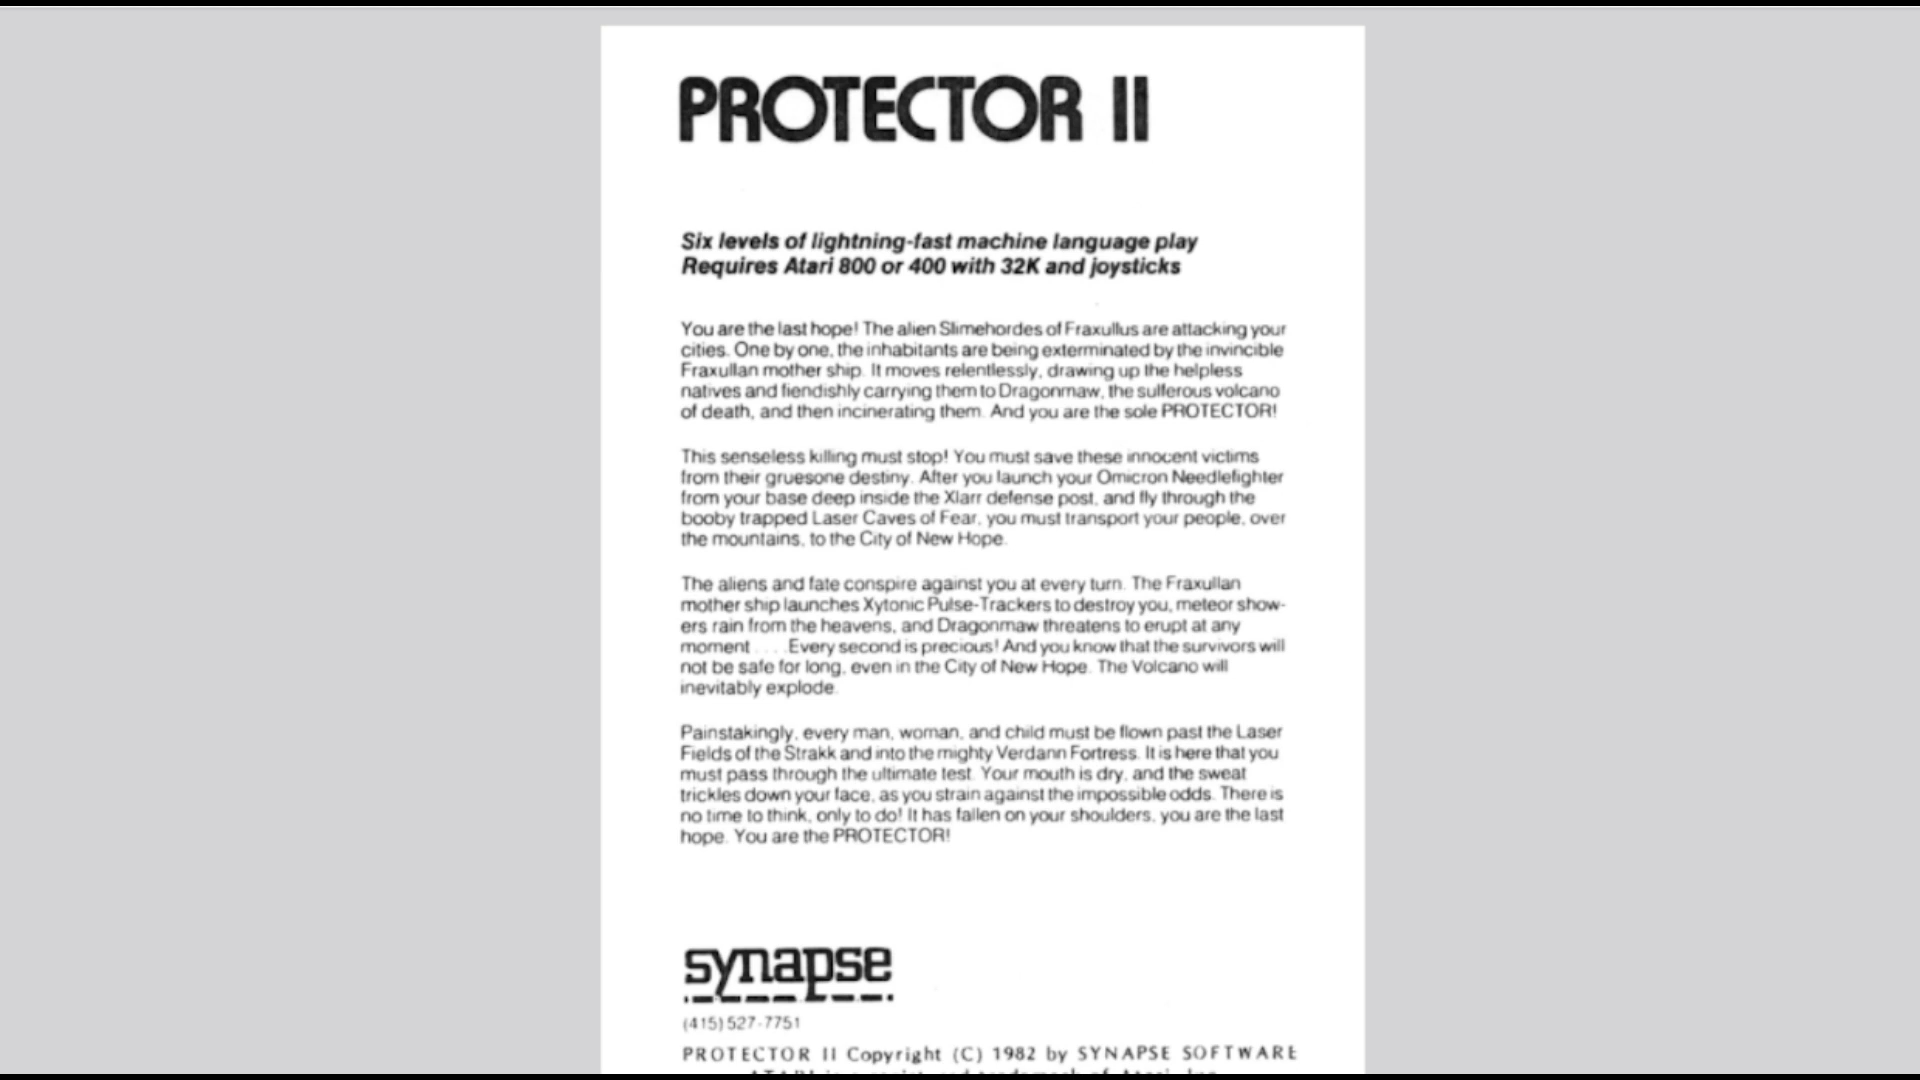 PROTECTOR II
Six levels of lightning-fast machine language play
Requires Atari 800 or 400 with 32K and joysticks
You are the last hope! The alien Slimehordes of Fraxullus are attacking your
cities. One by one, the inhabitants are being exterminated by the invincible
Fraxullan mother ship. It moves relentlessly, drawing up the helpless
natives and fiendishly carrying them to Dragonmaw, the sulferous volcano
of death, and then incinerating them. And you are the sole PROTECTOR!
This senseless killing must stop! You must save these innocent victims
from their gruesone destiny. After you launch your Omicron Needlefighter
from your base deep inside the Xlarr defense post, and fly through the
booby trapped Laser Caves of Fear, you must transport your people, over
the mountains, to the City of New Hope.
The aliens and fate conspire against you at every turn. The Fraxullan
mother ship launches Xytonic Pulse-Trackers to destroy you, meteor show-
ers rain from the heavens, and Dragonmaw threatens to erupt at any
moment . . . .Every second is precious! And you know that the survivors will
not be safe for long, even in the City of New Hope. The Volcano will
inevitably explode.
Painstakingly, every man, woman, and child must be flown past the Laser
Fields of the Strakk and into the mighty Verdann Fortress. It is here that you
must pass through the ultimate test. Your mouth is dry, and the sweat
trickles down your face, as you strain against the impossible odds. There is
no time to think, only to do! It has fallen on your shoulders, you are the last
hope. You are the PROTECTOR!
synapse
(415) 527-7751
PROTECTOR II Copyright (C) 1982 by SYNAPSE SOFTWARE